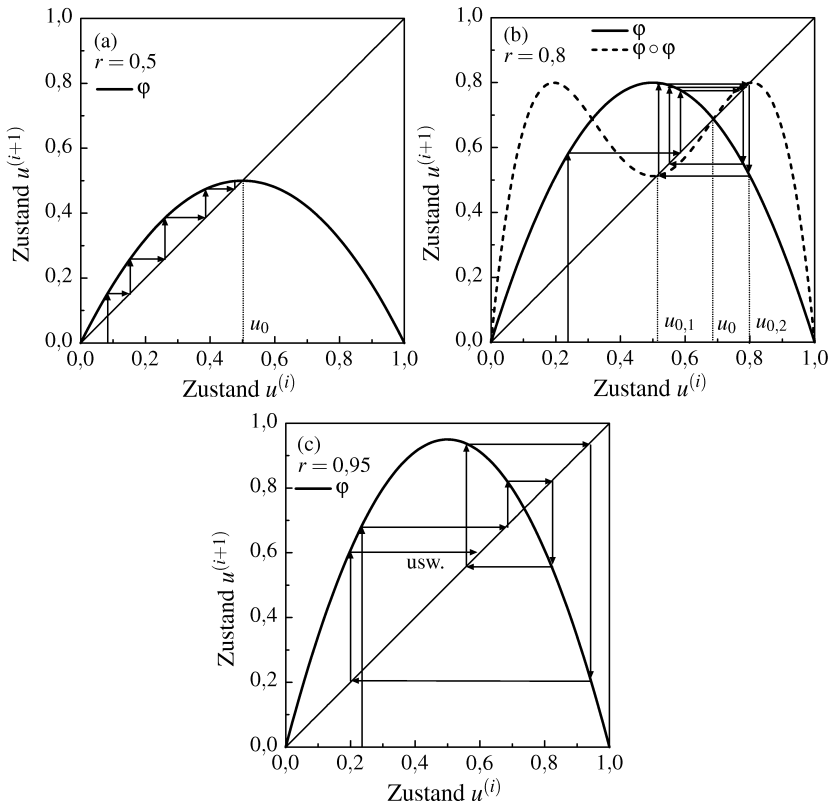 (a)
r = 0,5
φ
u₀
1,0
0,8
0,6
0,4
0,2
0,0
0,0
0,2
0,4
0,6
0,8
1,0
Zustand u⁽ⁱ⁺¹⁾
Zustand u⁽ⁱ⁾
(b)
r = 0,8
φ
φ∘φ
u₀,₁
u₀
u₀,₂
1,0
0,8
0,6
0,4
0,2
0,0
0,0
0,2
0,4
0,6
0,8
1,0
Zustand u⁽ⁱ⁺¹⁾
Zustand u⁽ⁱ⁾
(c)
r = 0,95
φ
usw.
1,0
0,8
0,6
0,4
0,2
0,0
0,0
0,2
0,4
0,6
0,8
1,0
Zustand u⁽ⁱ⁺¹⁾
Zustand u⁽ⁱ⁾